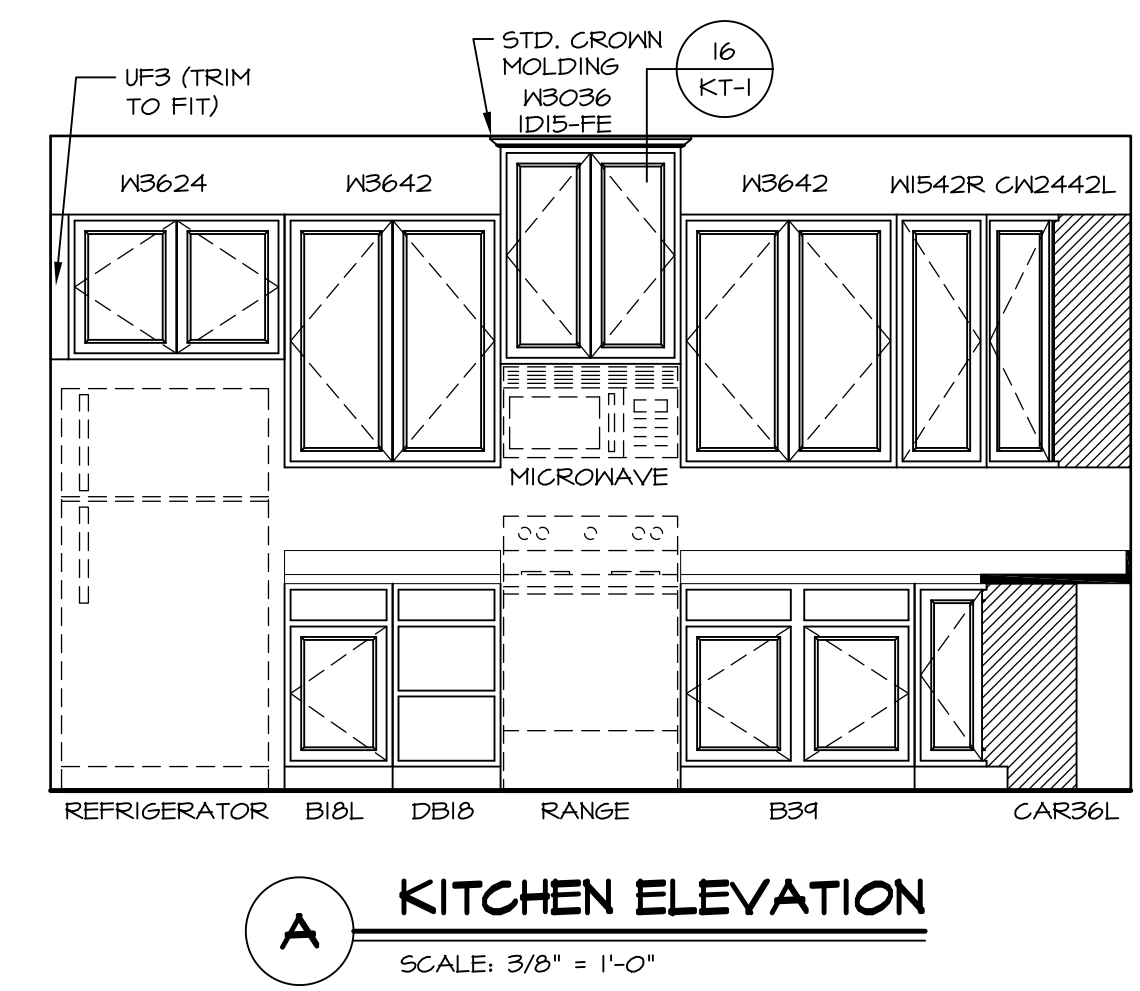 UF3 (TRIM
TO FIT)
STD. CROWN
MOLDING
W3036
1D15-FE
16
KT-1
W3624
W3642
W3642
W1542R CW2442L
MICROWAVE
REFRIGERATOR
B18L
DB18
RANGE
B39
CAR36L
A
KITCHEN ELEVATION
SCALE: 3/8" = 1'-0"